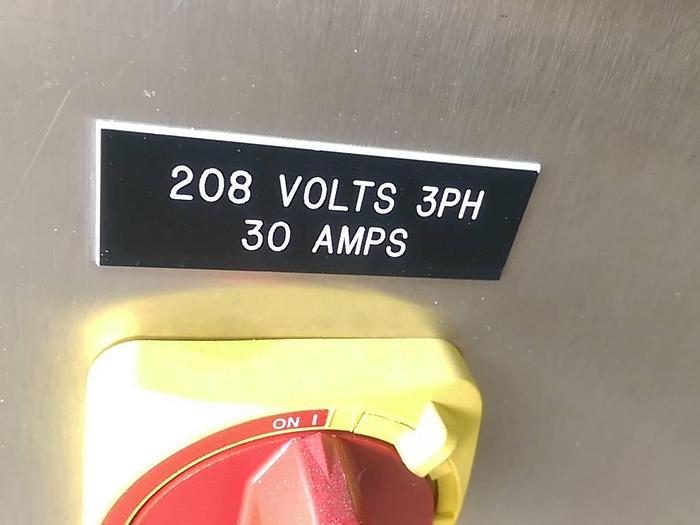 208 VOLTS 3PH
30 AMPS
ON I